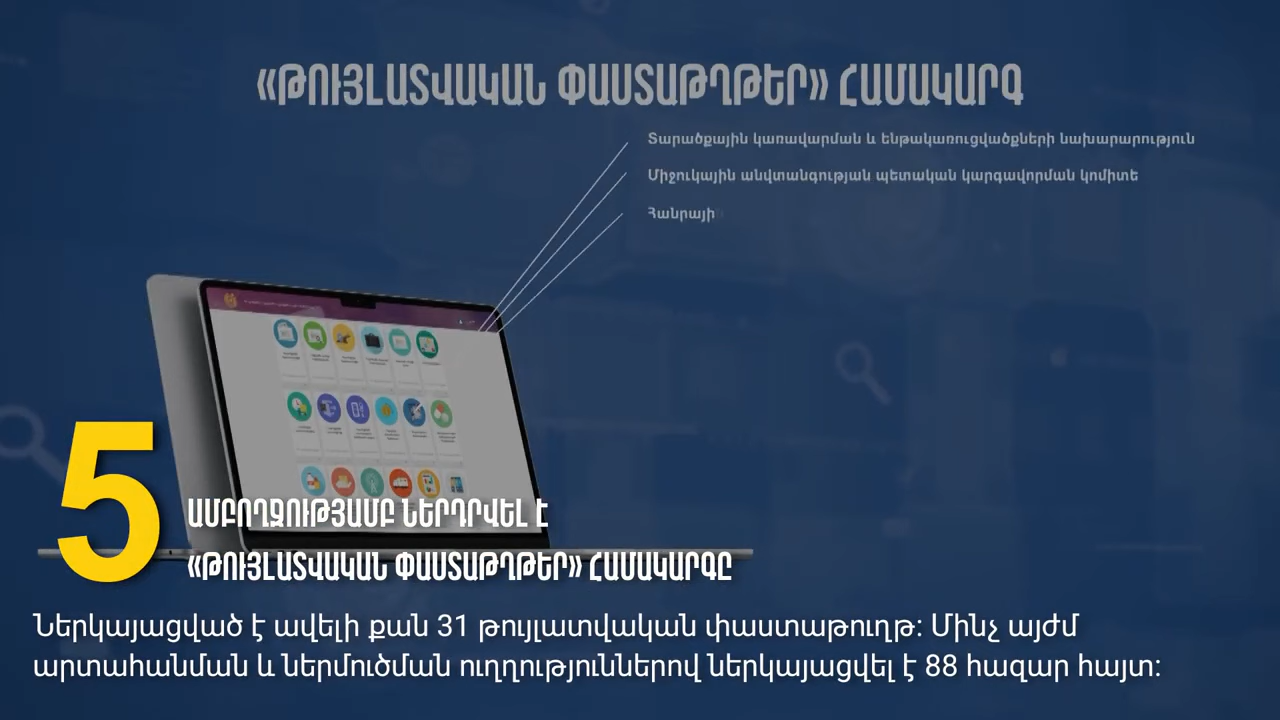 «ԹՈՒՅԼԱՏՎԱԿԱՆ ՓԱՍՏԱԹՂԹԵՐ» ՀԱՄԱԿԱՐԳ
Տարածքային կառավարման և ենթակառուցվածքների նախարարություն
Միջուկային անվտանգության պետական կարգավորման կոմիտե
Հանրային
5
ԱՄԲՈՂՋՈՒԹՅԱՄԲ ՆԵՐԴՐՎԵԼ Է
«ԹՈՒՅԼԱՏՎԱԿԱՆ ՓԱՍՏԱԹՂԹԵՐ» ՀԱՄԱԿԱՐԳԸ
Ներկայացված է ավելի քան 31 թույլատվական փաստաթուղթ: Մինչ այժմ
արտահանման և ներմուծման ուղղություններով ներկայացվել է 88 հազար հայտ: